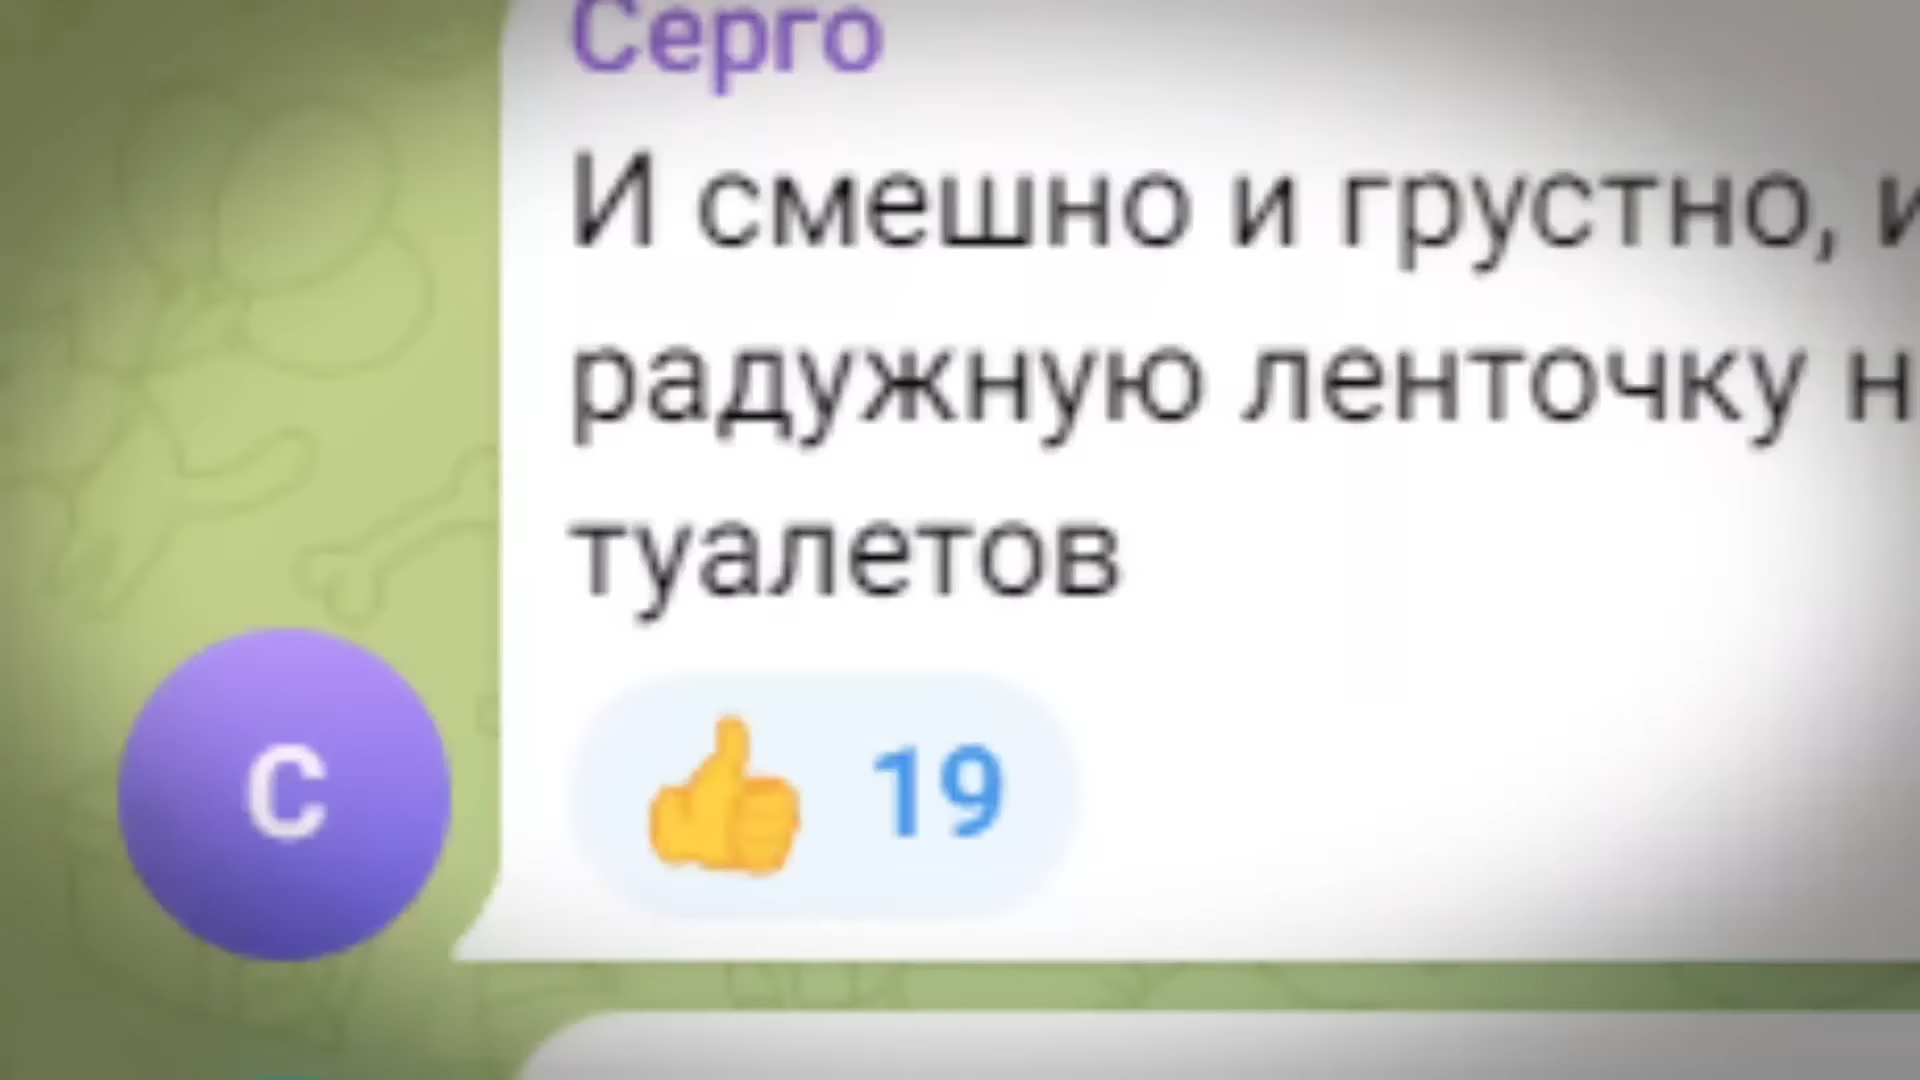 Серго
И смешно и грустно, и
радужную ленточку н
туалетов
👍 19
С